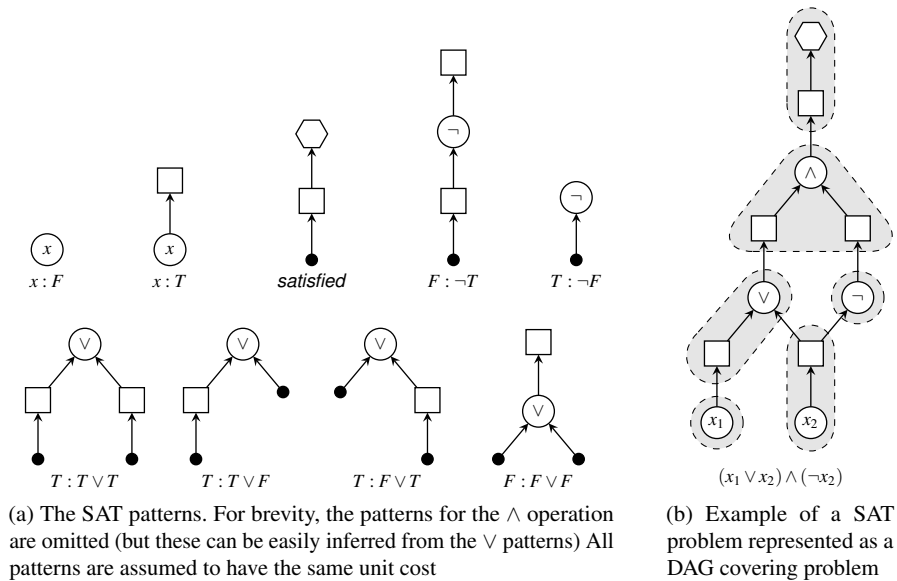 ¬
¬
x
x
x : F
x : T
satisfied
F : ¬T
T : ¬F
∨
∨
∨
∨
T : T ∨ T
T : T ∨ F
T : F ∨ T
F : F ∨ F
(a) The SAT patterns. For brevity, the patterns for the ∧ operation
are omitted (but these can be easily inferred from the ∨ patterns) All
patterns are assumed to have the same unit cost
∧
∨
¬
x₁
x₂
(x₁ ∨ x₂) ∧ (¬x₂)
(b) Example of a SAT
problem represented as a
DAG covering problem